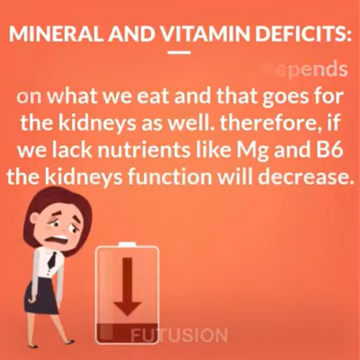 MINERAL AND VITAMIN DEFICITS:
epends
on what we eat and that goes for
the kidneys as well. therefore, if
we lack nutrients like Mg and B6
the kidneys function will decrease.
FUTUSION